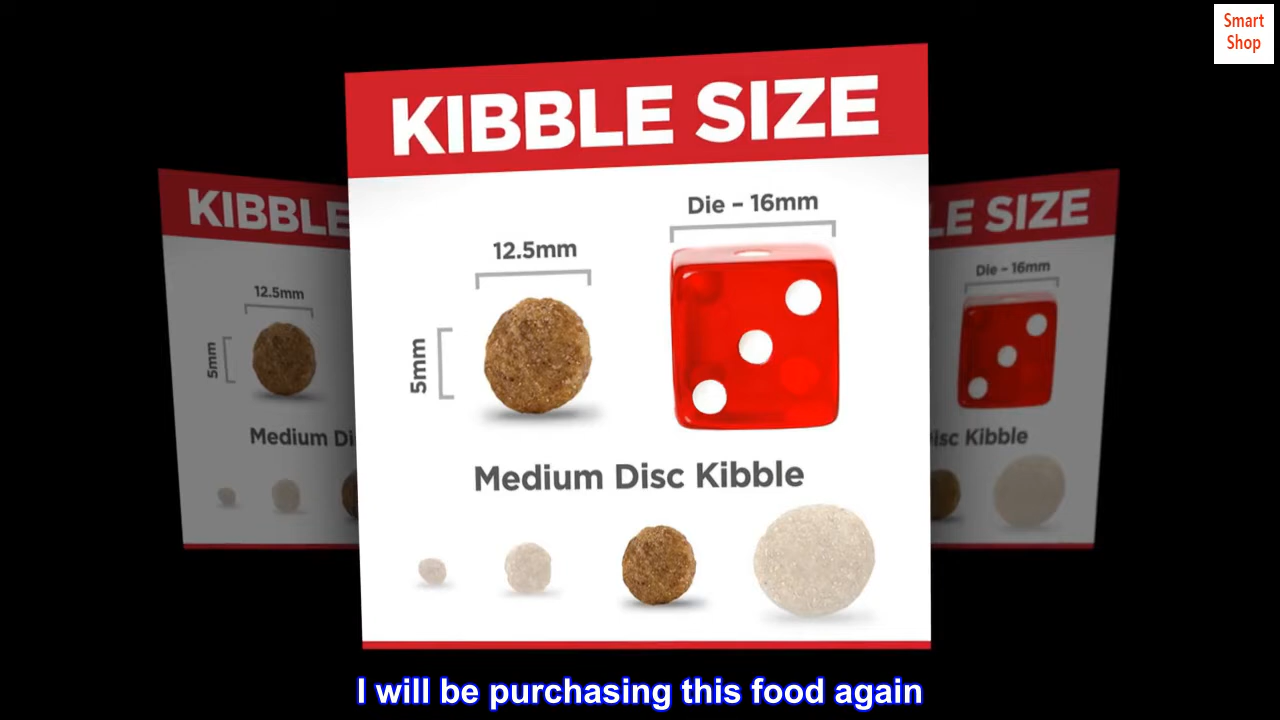 Smart
Shop
KIBBLE SIZE
Die – 16mm
12.5mm
5mm
Medium Disc Kibble
KIBBLE
12.5mm
5mm
Medium Di
LE SIZE
Die – 16mm
isc Kibble
I will be purchasing this food again